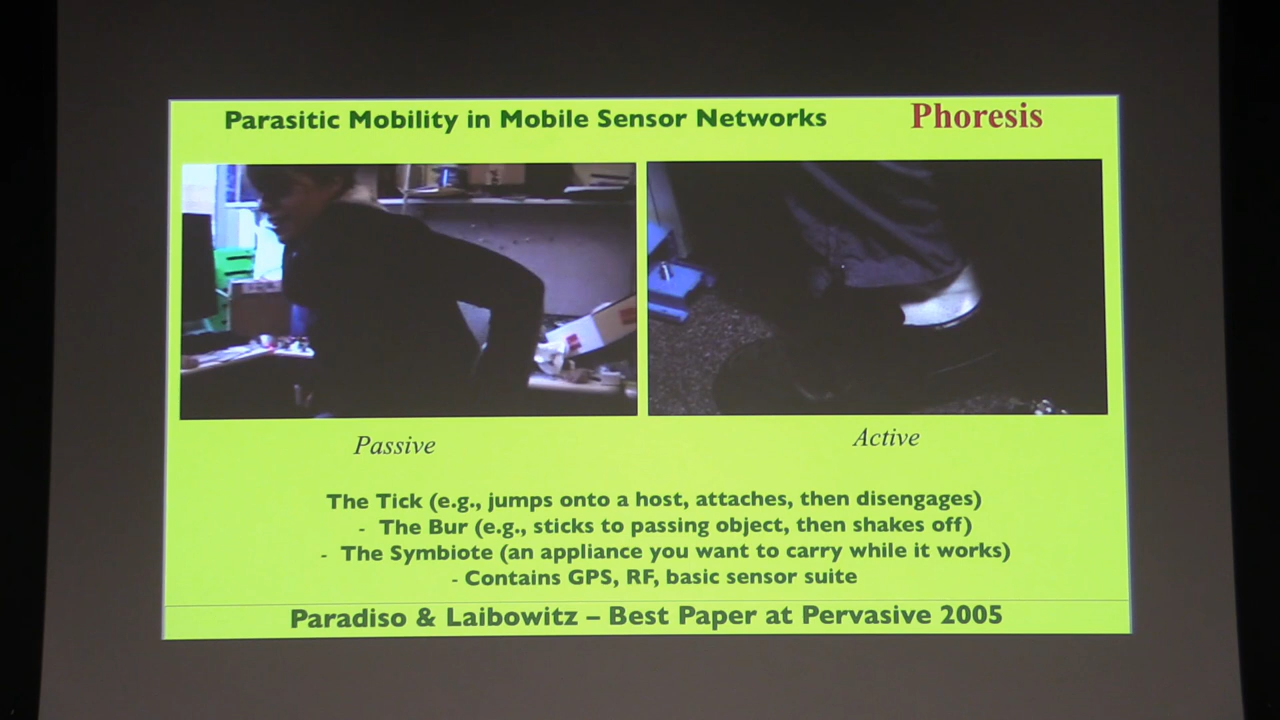 Parasitic Mobility in Mobile Sensor Networks
Phoresis
Passive
Active
The Tick (e.g., jumps onto a host, attaches, then disengages)
- The Bur (e.g., sticks to passing object, then shakes off)
- The Symbiote (an appliance you want to carry while it works)
- Contains GPS, RF, basic sensor suite
Paradiso & Laibowitz – Best Paper at Pervasive 2005